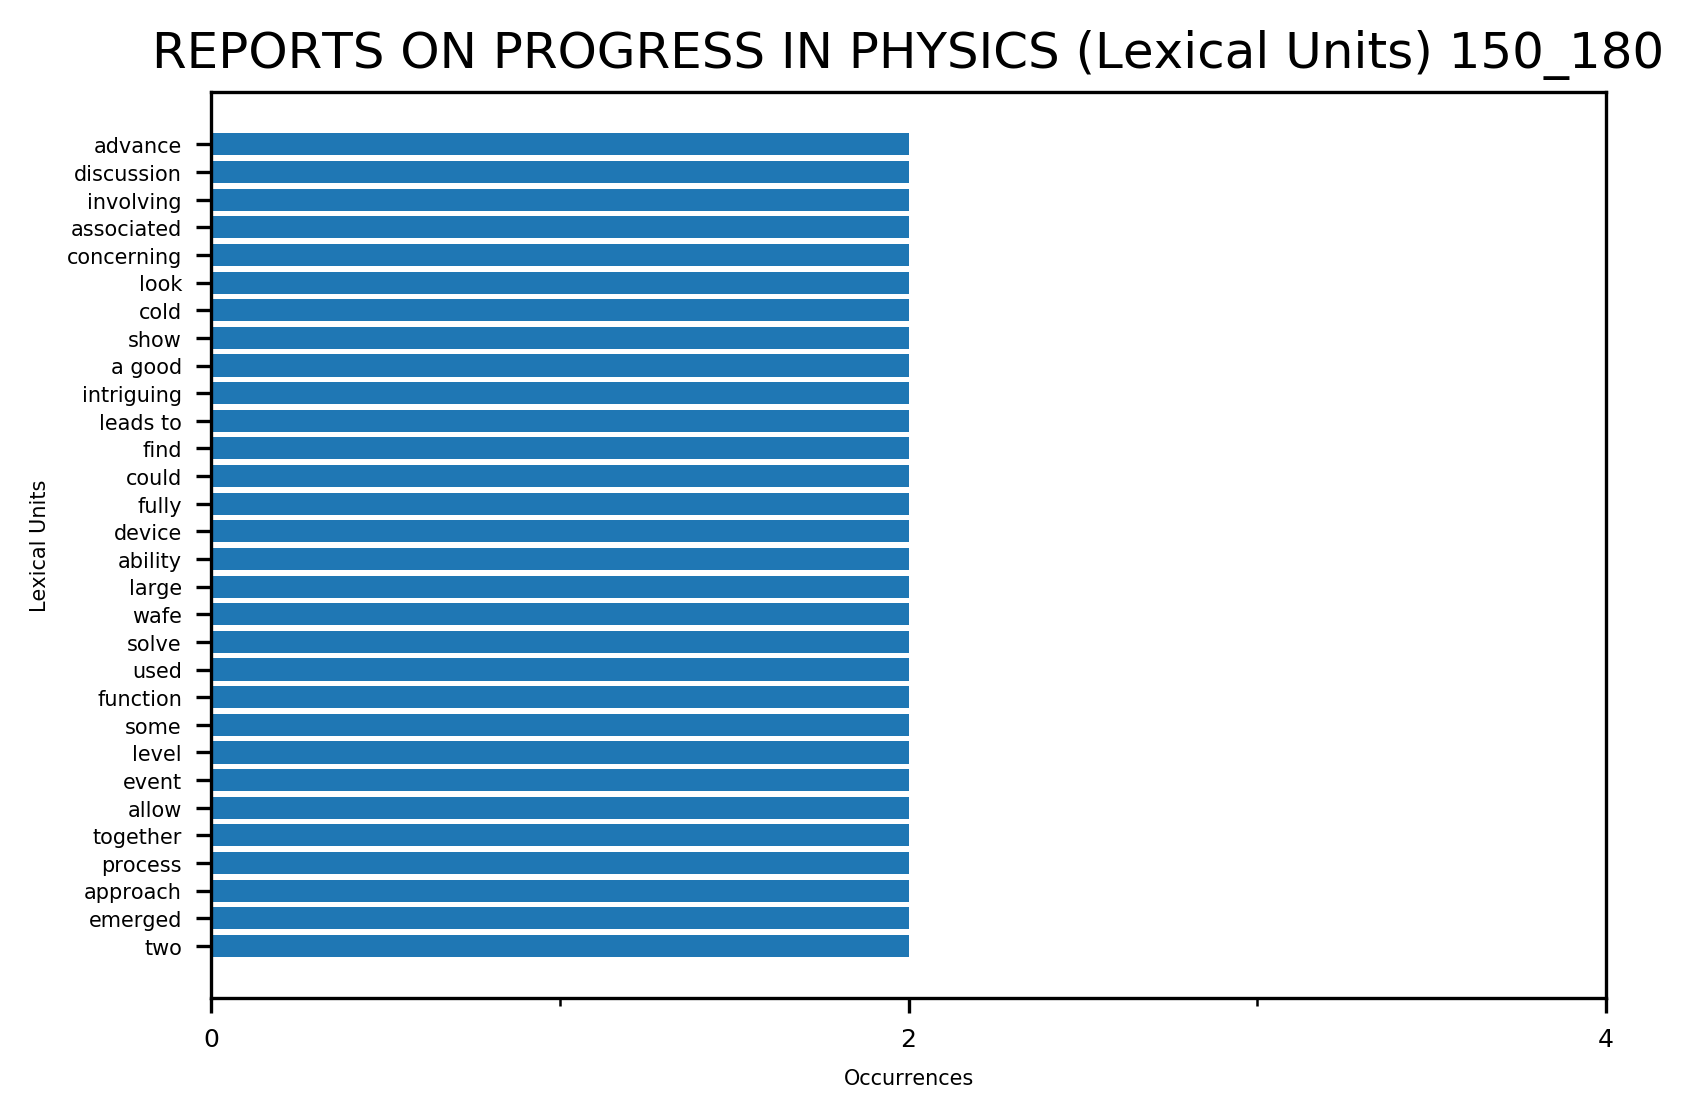 REPORTS ON PROGRESS IN PHYSICS (Lexical Units) 150_180
advance
discussion
involving
associated
concerning
look
cold
show
a good
intriguing
leads to
find
could
fully
device
ability
large
wafe
solve
used
function
some
level
event
allow
together
process
approach
emerged
two
Lexical Units
0 2 4
Occurrences